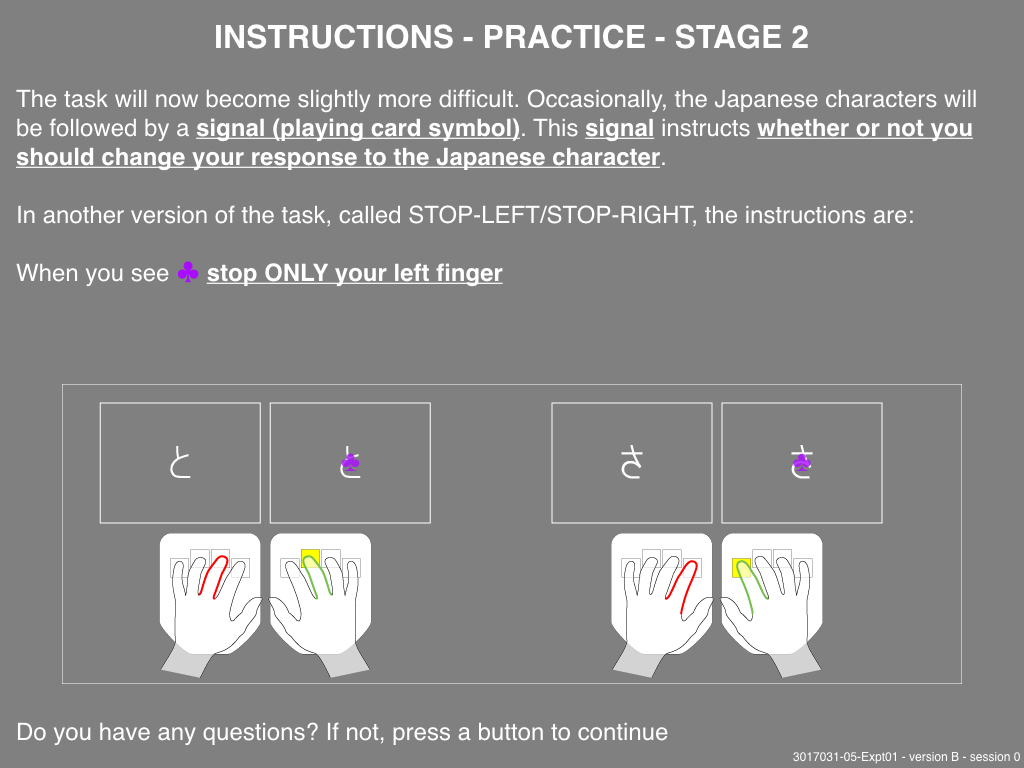 INSTRUCTIONS - PRACTICE - STAGE 2
The task will now become slightly more difficult. Occasionally, the Japanese characters will
be followed by a signal (playing card symbol). This signal instructs whether or not you
should change your response to the Japanese character.
In another version of the task, called STOP-LEFT/STOP-RIGHT, the instructions are:
When you see ♣ stop ONLY your left finger
と と♣ さ さ♣
Do you have any questions? If not, press a button to continue
3017031-05-Expt01 - version B - session 0